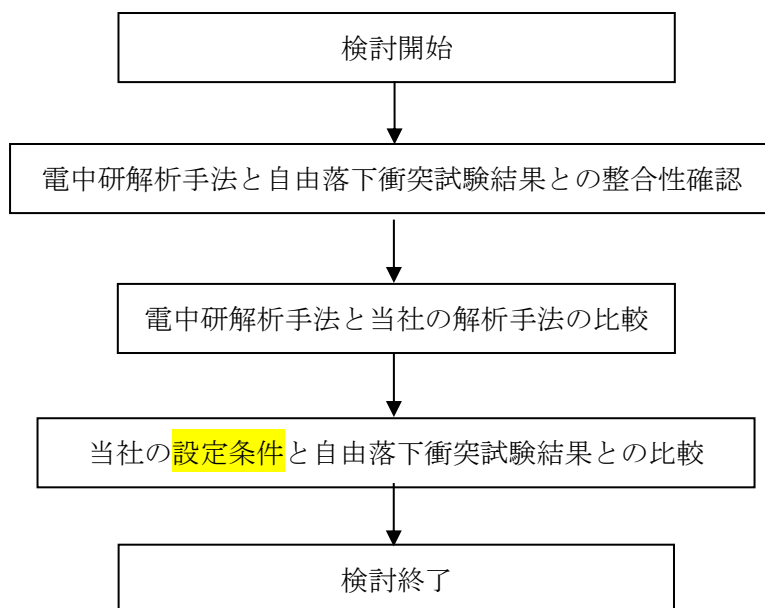 検討開始
電中研解析手法と自由落下衝突試験結果との整合性確認
電中研解析手法と当社の解析手法の比較
当社の設定条件と自由落下衝突試験結果との比較
検討終了